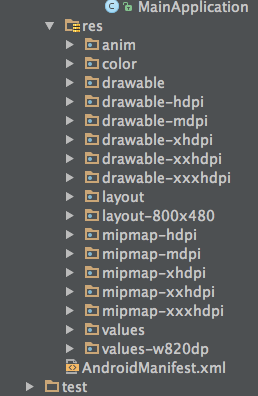 MainApplication
res
anim
color
drawable
drawable-hdpi
drawable-mdpi
drawable-xhdpi
drawable-xxhdpi
drawable-xxxhdpi
layout
layout-800x480
mipmap-hdpi
mipmap-mdpi
mipmap-xhdpi
mipmap-xxhdpi
mipmap-xxxhdpi
values
values-w820dp
AndroidManifest.xml
test